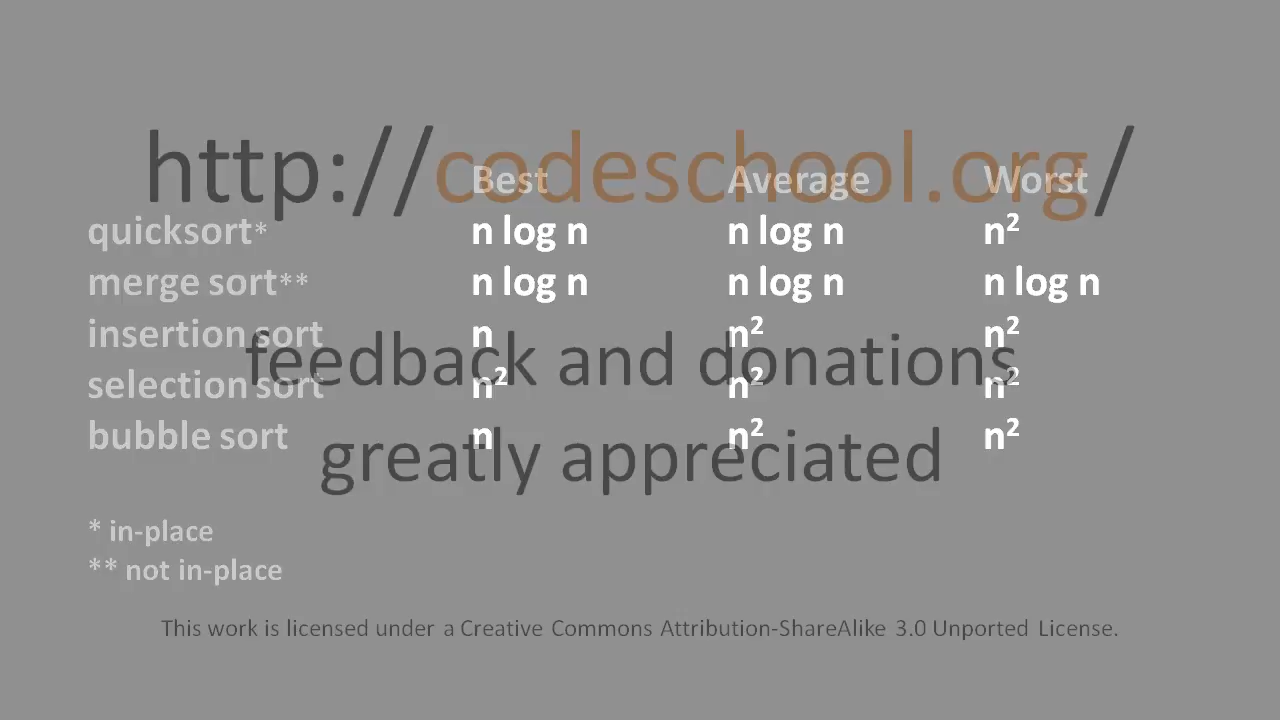 http://codeschool.org/
Best Average Worst
quicksort* n log n n log n n²
merge sort** n log n n log n n log n
insertion sort n n² n²
feedback and donations
selection sort n² n² n²
bubble sort n n² n²
greatly appreciated
* in-place
** not in-place
This work is licensed under a Creative Commons Attribution-ShareAlike 3.0 Unported License.